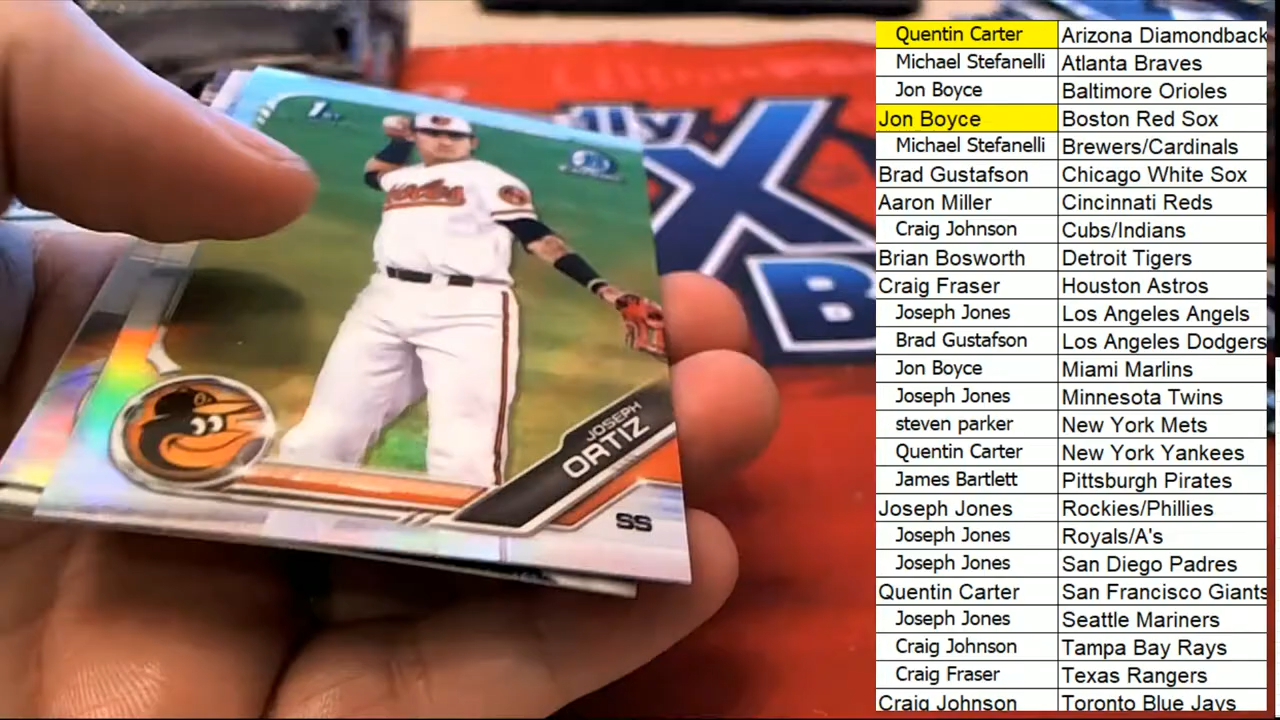 1st
Orioles
JOSEPH
ORTIZ
SS
X
B
Quentin Carter Arizona Diamondback
Michael Stefanelli Atlanta Braves
Jon Boyce Baltimore Orioles
Jon Boyce Boston Red Sox
Michael Stefanelli Brewers/Cardinals
Brad Gustafson Chicago White Sox
Aaron Miller Cincinnati Reds
Craig Johnson Cubs/Indians
Brian Bosworth Detroit Tigers
Craig Fraser Houston Astros
Joseph Jones Los Angeles Angels
Brad Gustafson Los Angeles Dodgers
Jon Boyce Miami Marlins
Joseph Jones Minnesota Twins
steven parker New York Mets
Quentin Carter New York Yankees
James Bartlett Pittsburgh Pirates
Joseph Jones Rockies/Phillies
Joseph Jones Royals/A's
Joseph Jones San Diego Padres
Quentin Carter San Francisco Giants
Joseph Jones Seattle Mariners
Craig Johnson Tampa Bay Rays
Craig Fraser Texas Rangers
Craig Johnson Toronto Blue Jays